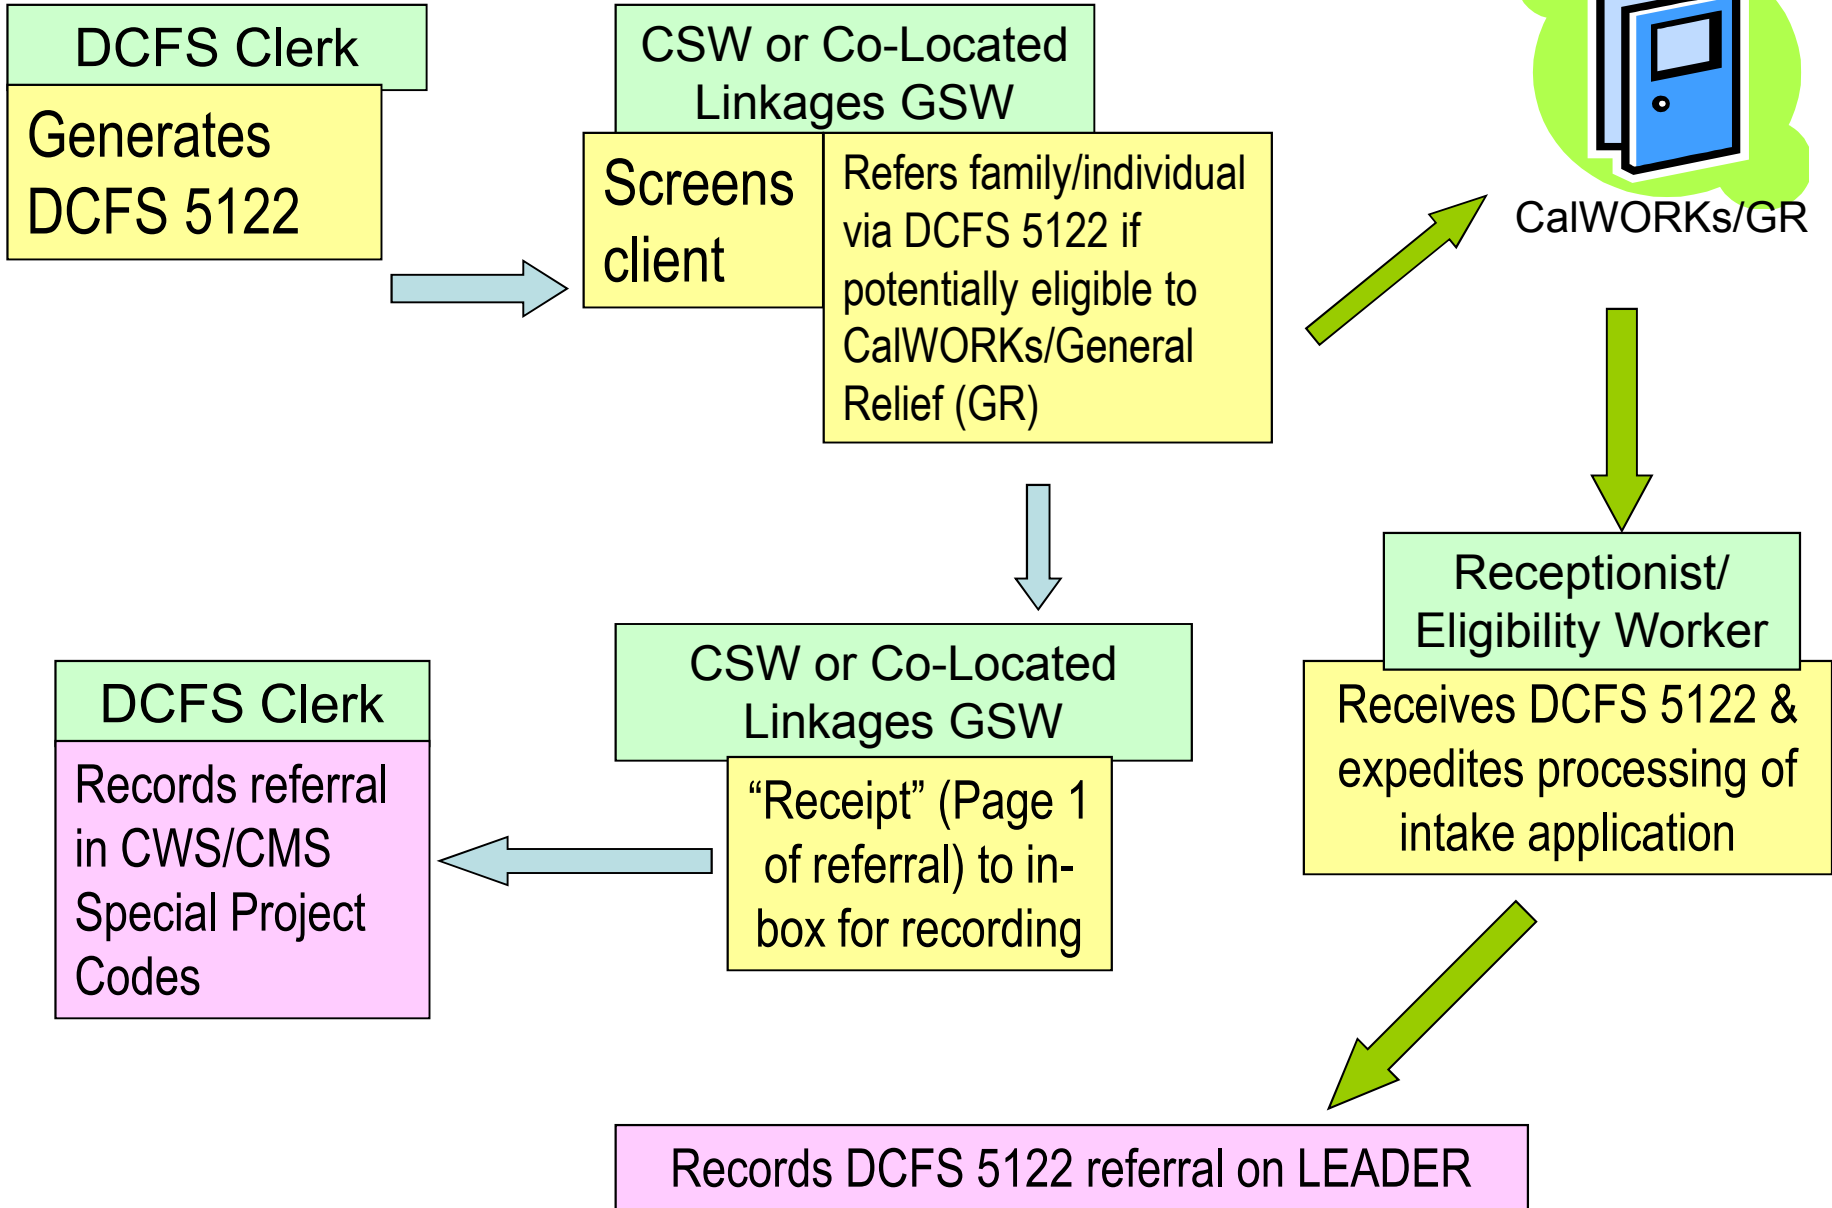 DCFS Clerk
Generates
DCFS 5122
CSW or Co-Located
Linkages GSW
Screens
client
Refers family/individual
via DCFS 5122 if
potentially eligible to
CalWORKs/General
Relief (GR)
CalWORKs/GR
Receptionist/
Eligibility Worker
Receives DCFS 5122 &
expedites processing of
intake application
CSW or Co-Located
Linkages GSW
“Receipt” (Page 1
of referral) to in-
box for recording
DCFS Clerk
Records referral
in CWS/CMS
Special Project
Codes
Records DCFS 5122 referral on LEADER